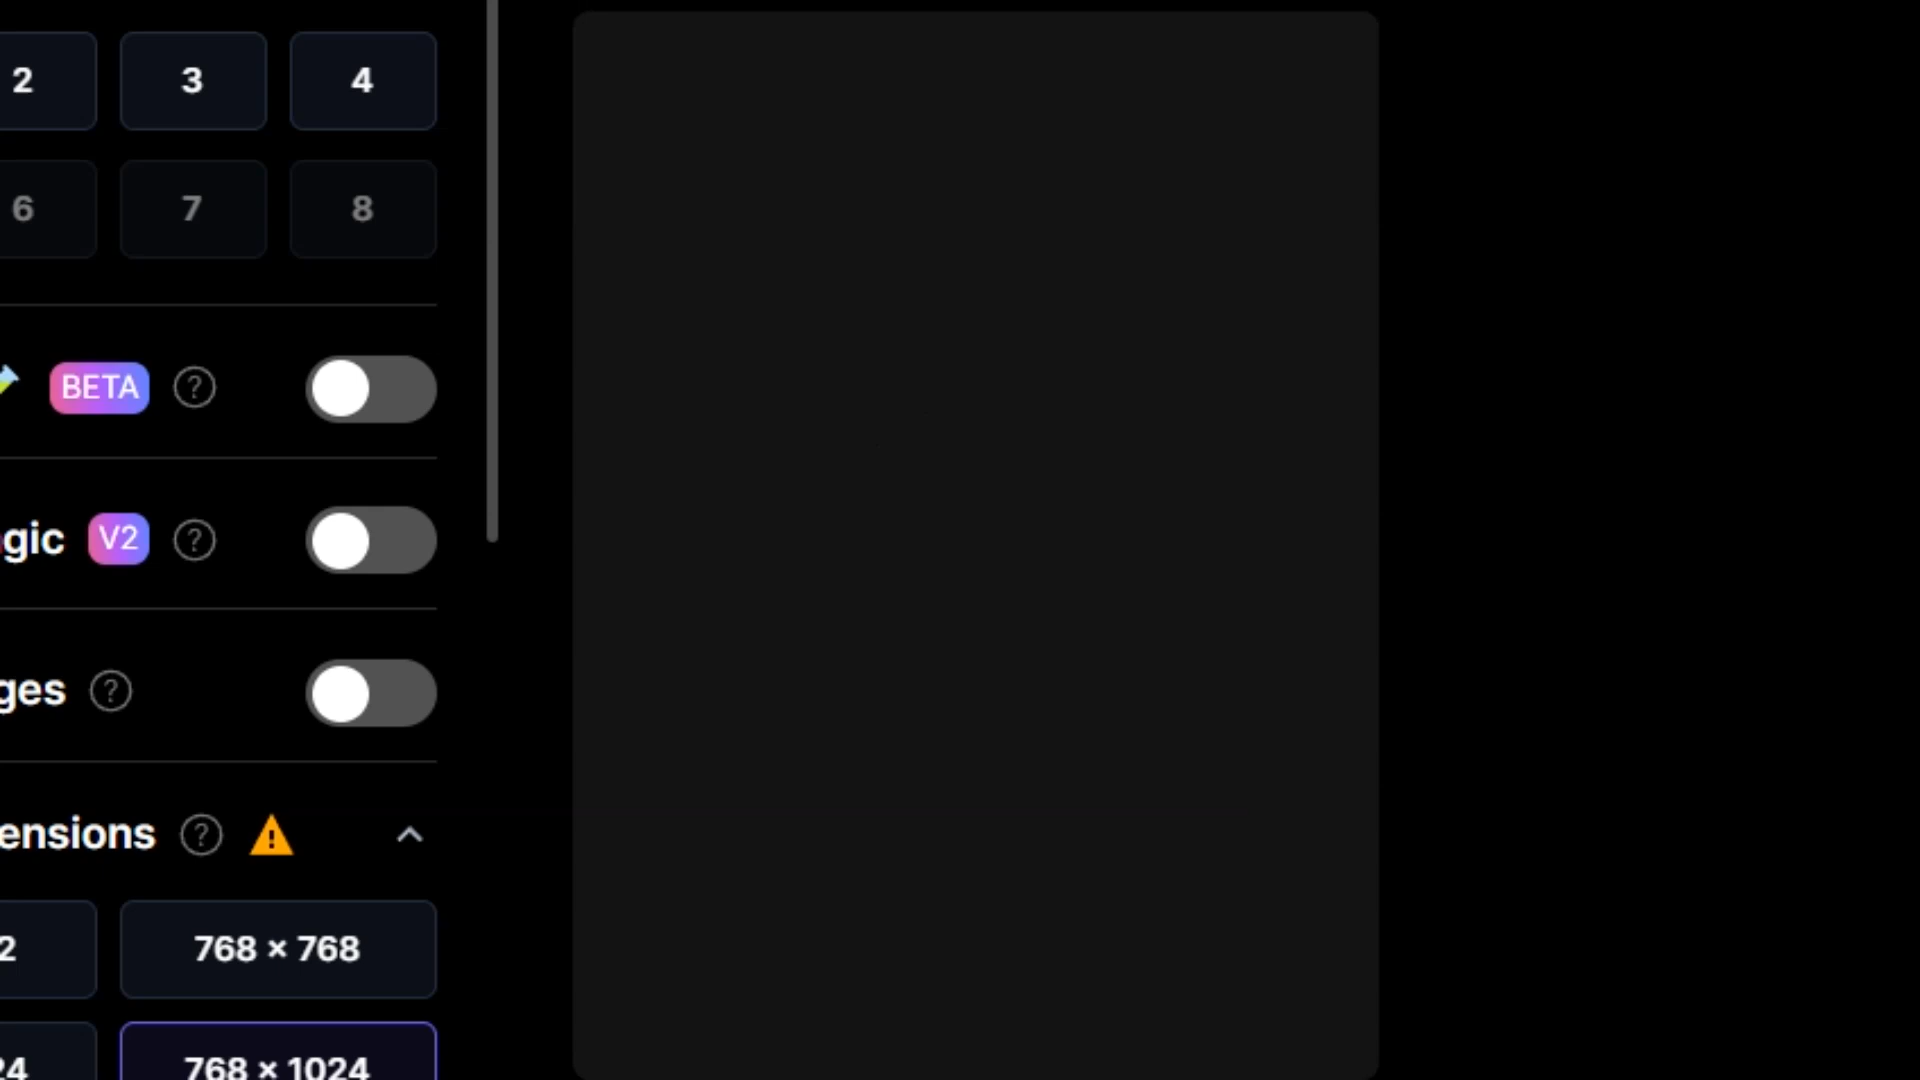 2 3 4
6 7 8
BETA ?
gic V2 ?
ges ?
ensions ?
2 768 × 768
24 768 × 1024